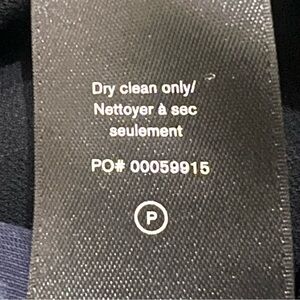 Dry clean only/
Nettoyer à sec
seulement
PO# 00059915
P